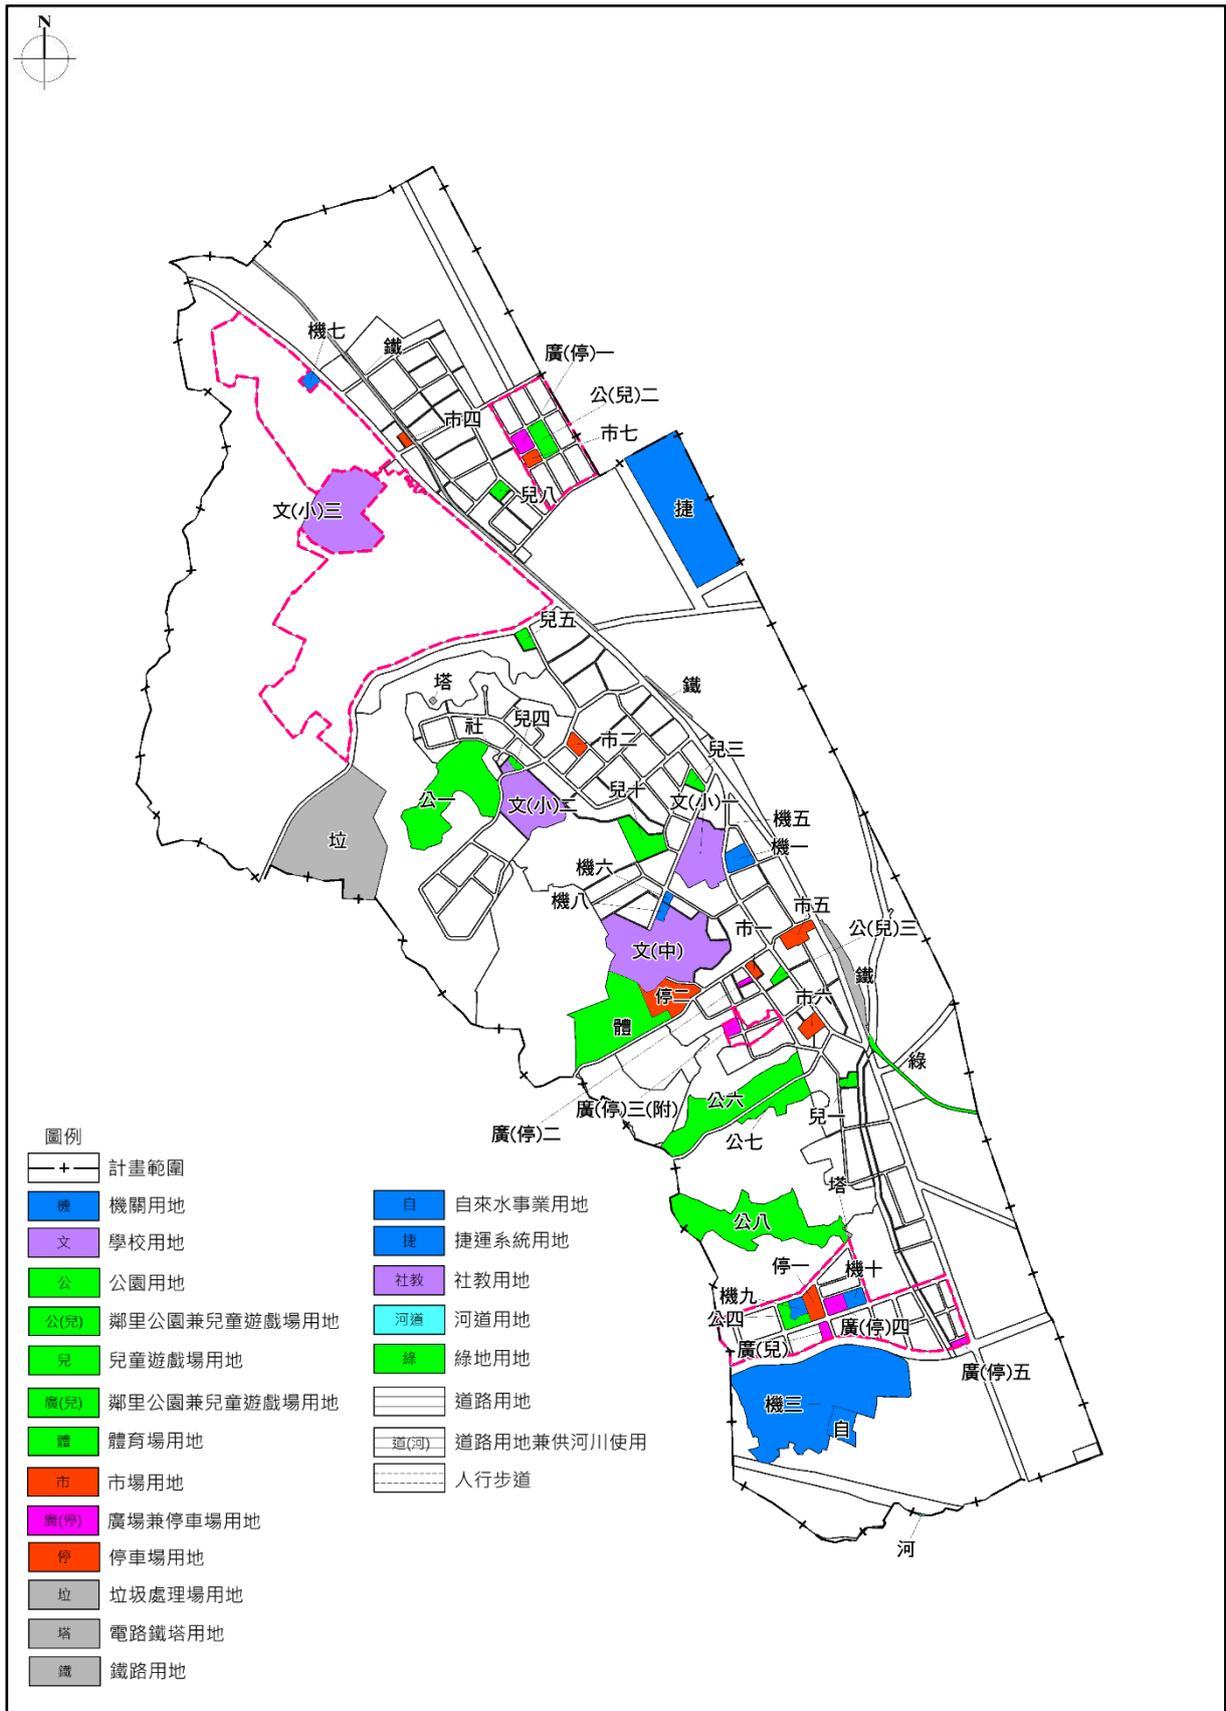 N
機七
鐵
廣(停)一
公(兒)二
市四
市七
兒八
文(小)三
捷
兒五
塔
鐵
社
兒四
市二
兒三
公一
文(小)二
兒十
文(小)一
機五
垃
機一
機六
機八
市五
公(兒)三
市一
文(中)
鐵
停二
市六
體
綠
公六
廣(停)三(附)
兒一
廣(停)二
公七
塔
公八
停一
機十
機九
公四
廣(停)四
廣(兒)
廣(停)五
機三
自
河
圖例
計畫範圍
機 機關用地
文 學校用地
公 公園用地
公(兒) 鄰里公園兼兒童遊戲場用地
兒 兒童遊戲場用地
廣(兒) 鄰里公園兼兒童遊戲場用地
體 體育場用地
市 市場用地
廣(停) 廣場兼停車場用地
停 停車場用地
垃 垃圾處理場用地
塔 電路鐵塔用地
鐵 鐵路用地
自 自來水事業用地
捷 捷運系統用地
社教 社教用地
河道 河道用地
綠 綠地用地
道路用地
道(河) 道路用地兼供河川使用
人行步道